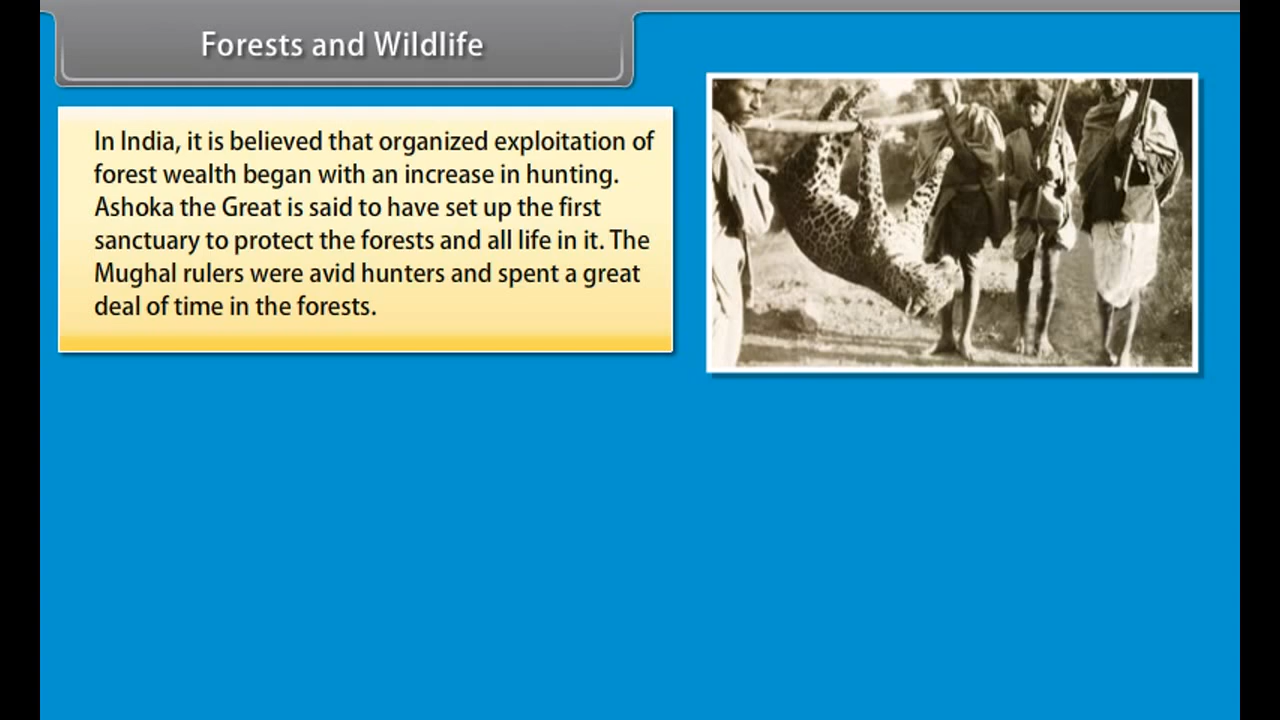 Forests and Wildlife
In India, it is believed that organized exploitation of
forest wealth began with an increase in hunting.
Ashoka the Great is said to have set up the first
sanctuary to protect the forests and all life in it. The
Mughal rulers were avid hunters and spent a great
deal of time in the forests.